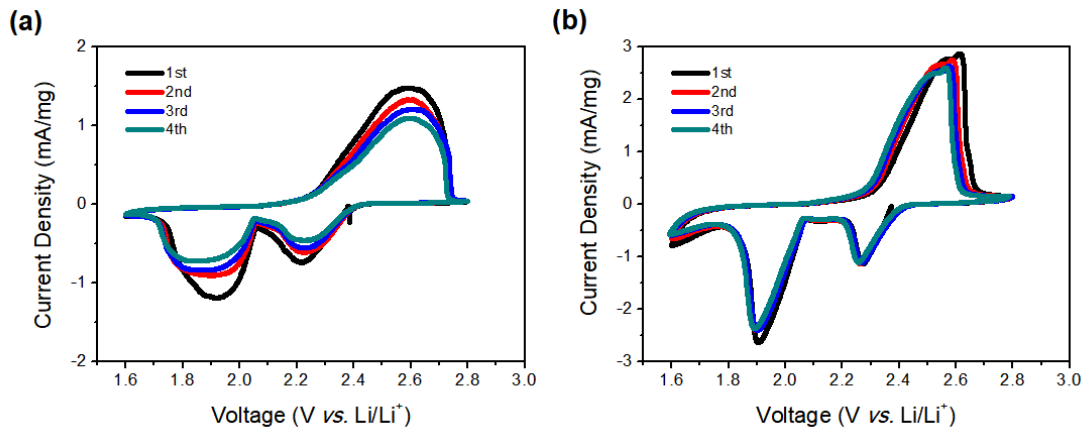 (a)
2
1
0
-1
-2
Current Density (mA/mg)
1st
2nd
3rd
4th
1.6 1.8 2.0 2.2 2.4 2.6 2.8 3.0
Voltage (V vs. Li/Li⁺)
(b)
3
2
1
0
-1
-2
-3
Current Density (mA/mg)
1st
2nd
3rd
4th
1.6 1.8 2.0 2.2 2.4 2.6 2.8 3.0
Voltage (V vs. Li/Li⁺)